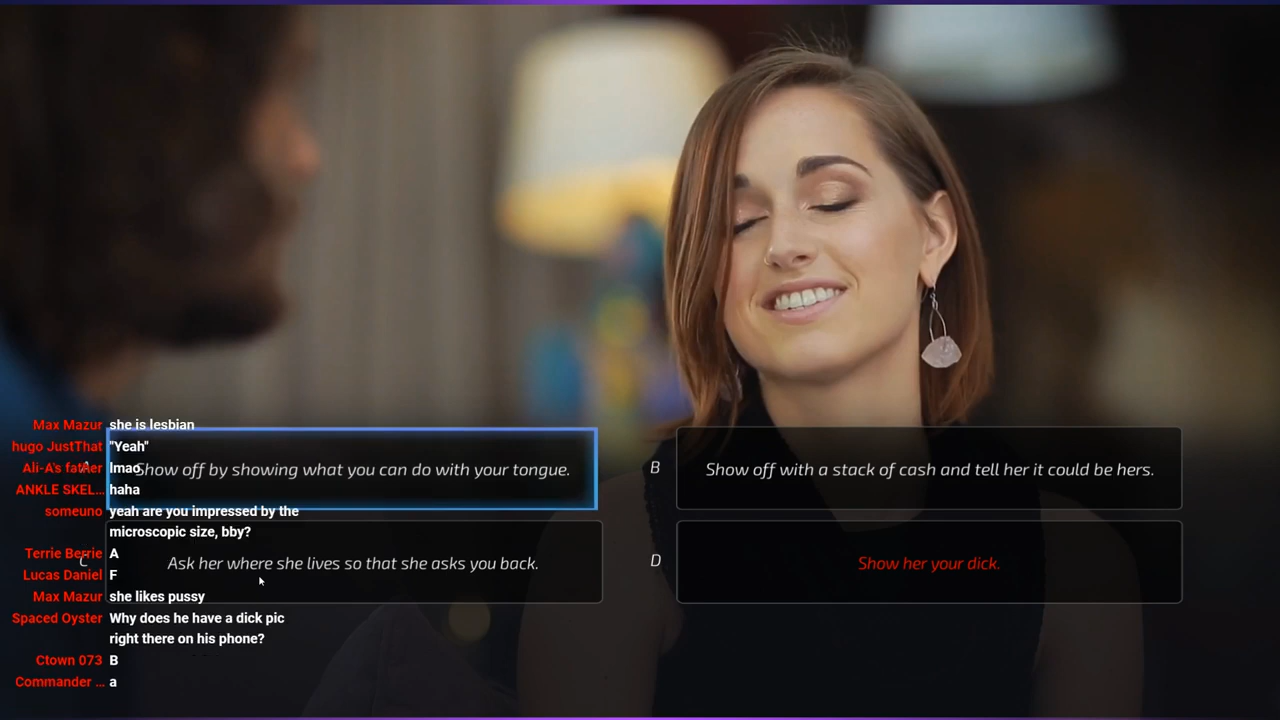 Max Mazur she is lesbian
hugo JustThat "Yeah"
Ali-A's father lmao
ANKLE SKEL... haha
someuno yeah are you impressed by the
microscopic size, bby?
Terrie Berrie A
Lucas Daniel F
Max Mazur she likes pussy
Spaced Oyster Why does he have a dick pic
right there on his phone?
Ctown 073 B
Commander ... a
A Show off by showing what you can do with your tongue.
B Show off with a stack of cash and tell her it could be hers.
C Ask her where she lives so that she asks you back.
D Show her your dick.